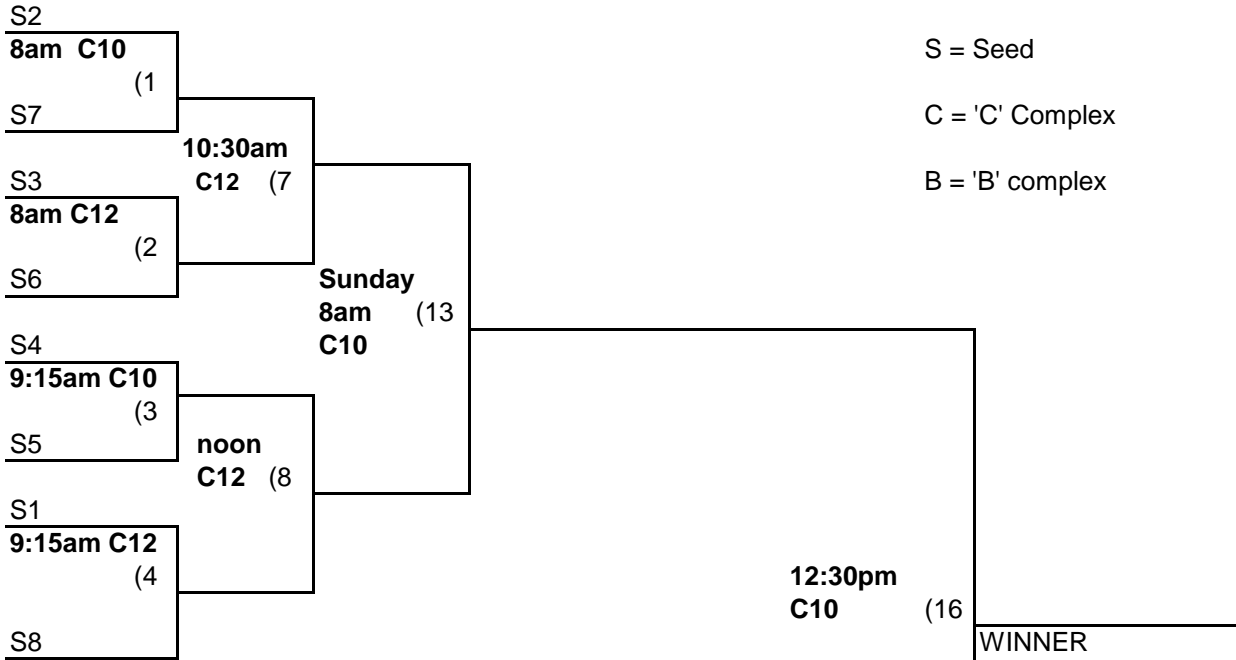 S2
8am C10
(1
S7
S = Seed
C = 'C' Complex
B = 'B' complex
10:30am
C12 (7
S3
8am C12
(2
S6
Sunday
8am (13
C10
S4
9:15am C10
(3
S5
noon
C12 (8
S1
9:15am C12
(4
S8
12:30pm
C10 (16
WINNER